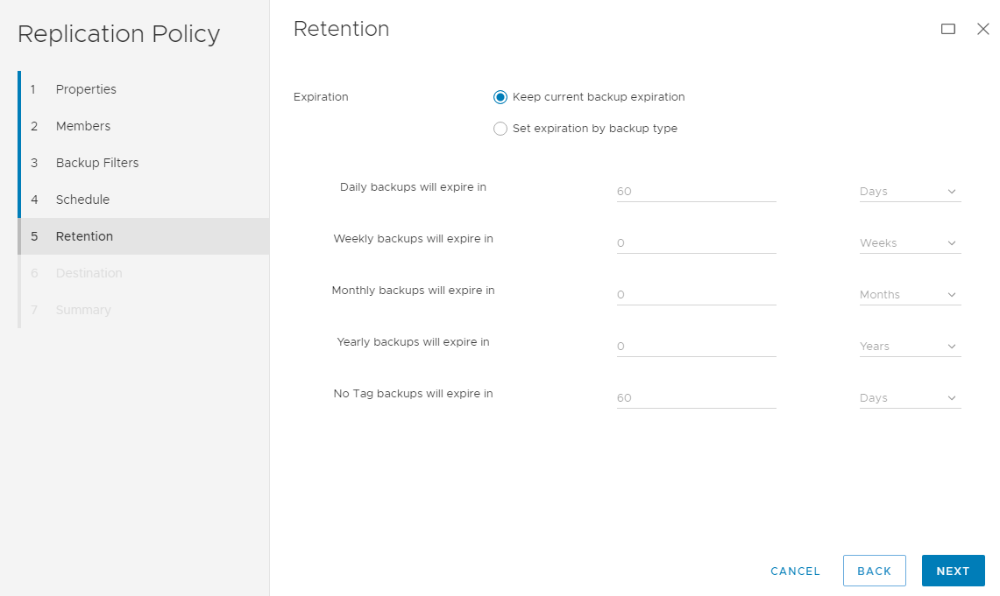 Replication Policy
1 Properties
2 Members
3 Backup Filters
4 Schedule
5 Retention
6 Destination
7 Summary
Retention
Expiration
Keep current backup expiration
Set expiration by backup type
Daily backups will expire in 60 Days
Weekly backups will expire in 0 Weeks
Monthly backups will expire in 0 Months
Yearly backups will expire in 0 Years
No Tag backups will expire in 60 Days
CANCEL BACK NEXT